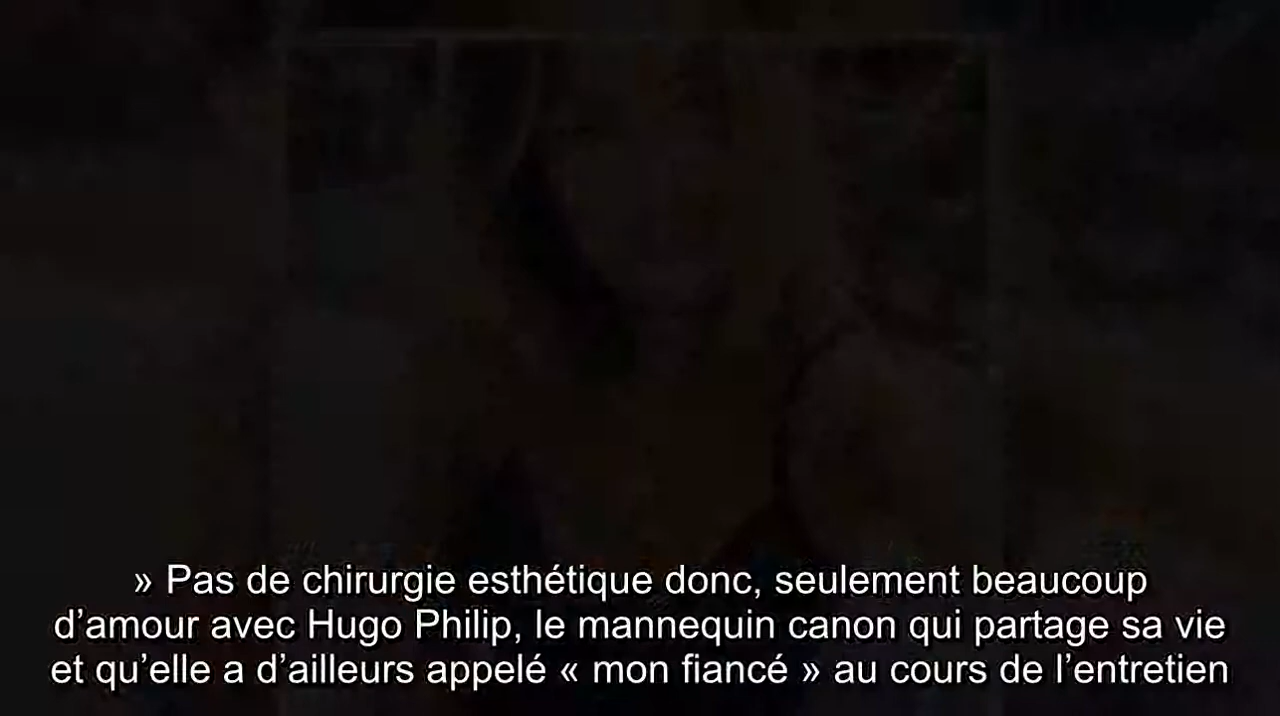 » Pas de chirurgie esthétique donc, seulement beaucoup
d’amour avec Hugo Philip, le mannequin canon qui partage sa vie
et qu’elle a d’ailleurs appelé « mon fiancé » au cours de l’entretien